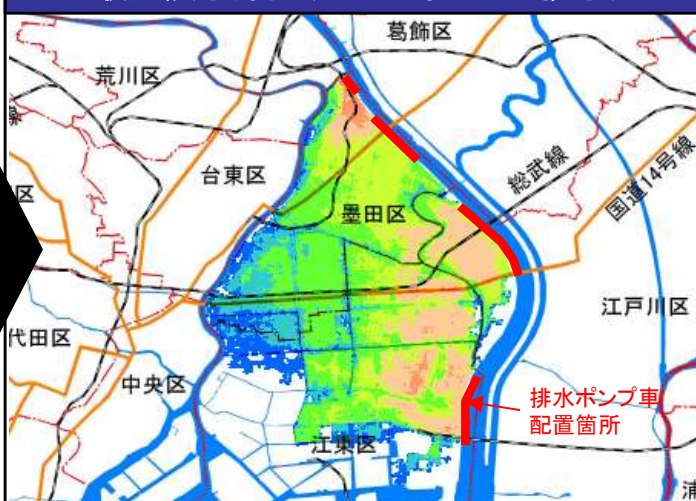 葛飾区
荒川区
台東区
総武線
国道14号線
墨田区
江戸川区
代田区
中央区
排水ポンプ車
配置箇所
江東区